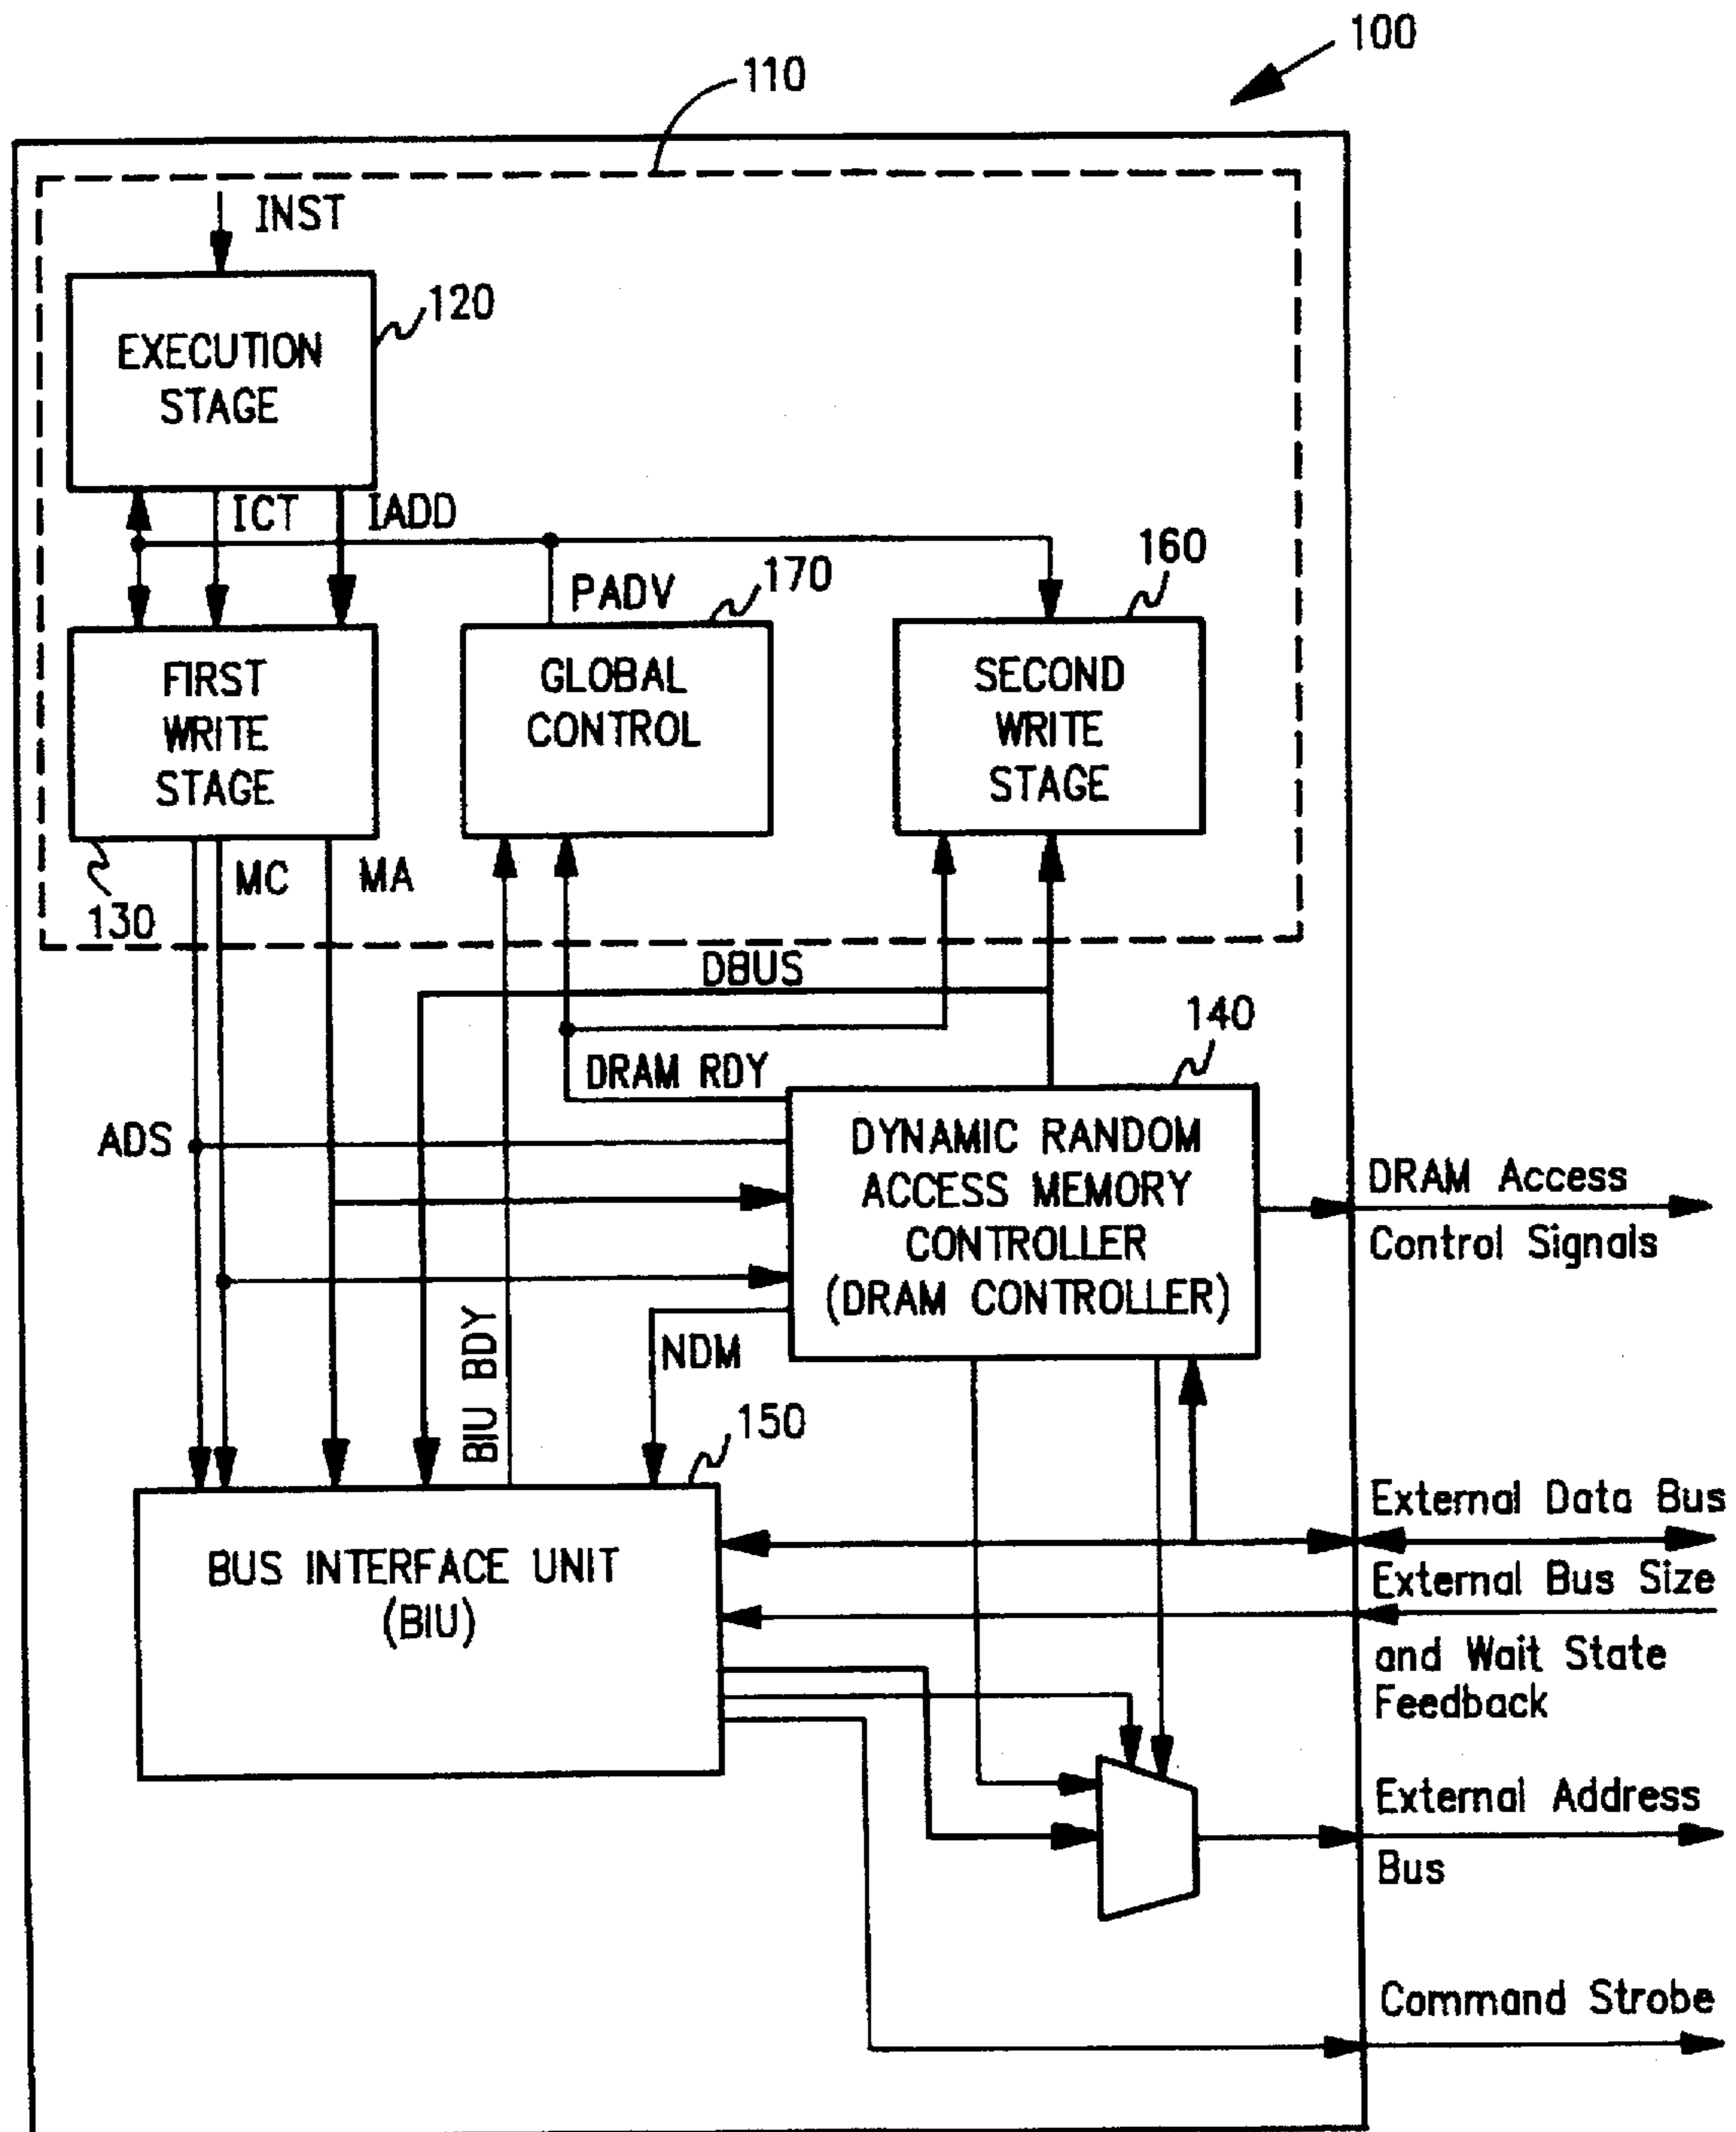 100
110
INST
120
EXECUTION
STAGE
ICT
IADD
160
170
PADV
FIRST
WRITE
STAGE
GLOBAL
CONTROL
SECOND
WRITE
STAGE
MC
MA
130
DBUS
140
DRAM RDY
ADS
DYNAMIC RANDOM
ACCESS MEMORY
CONTROLLER
(DRAM CONTROLLER)
DRAM Access
Control Signals
NDM
BIU BDY
150
BUS INTERFACE UNIT
(BIU)
External Data Bus
External Bus Size
and Wait State
Feedback
External Address
Bus
Command Strobe